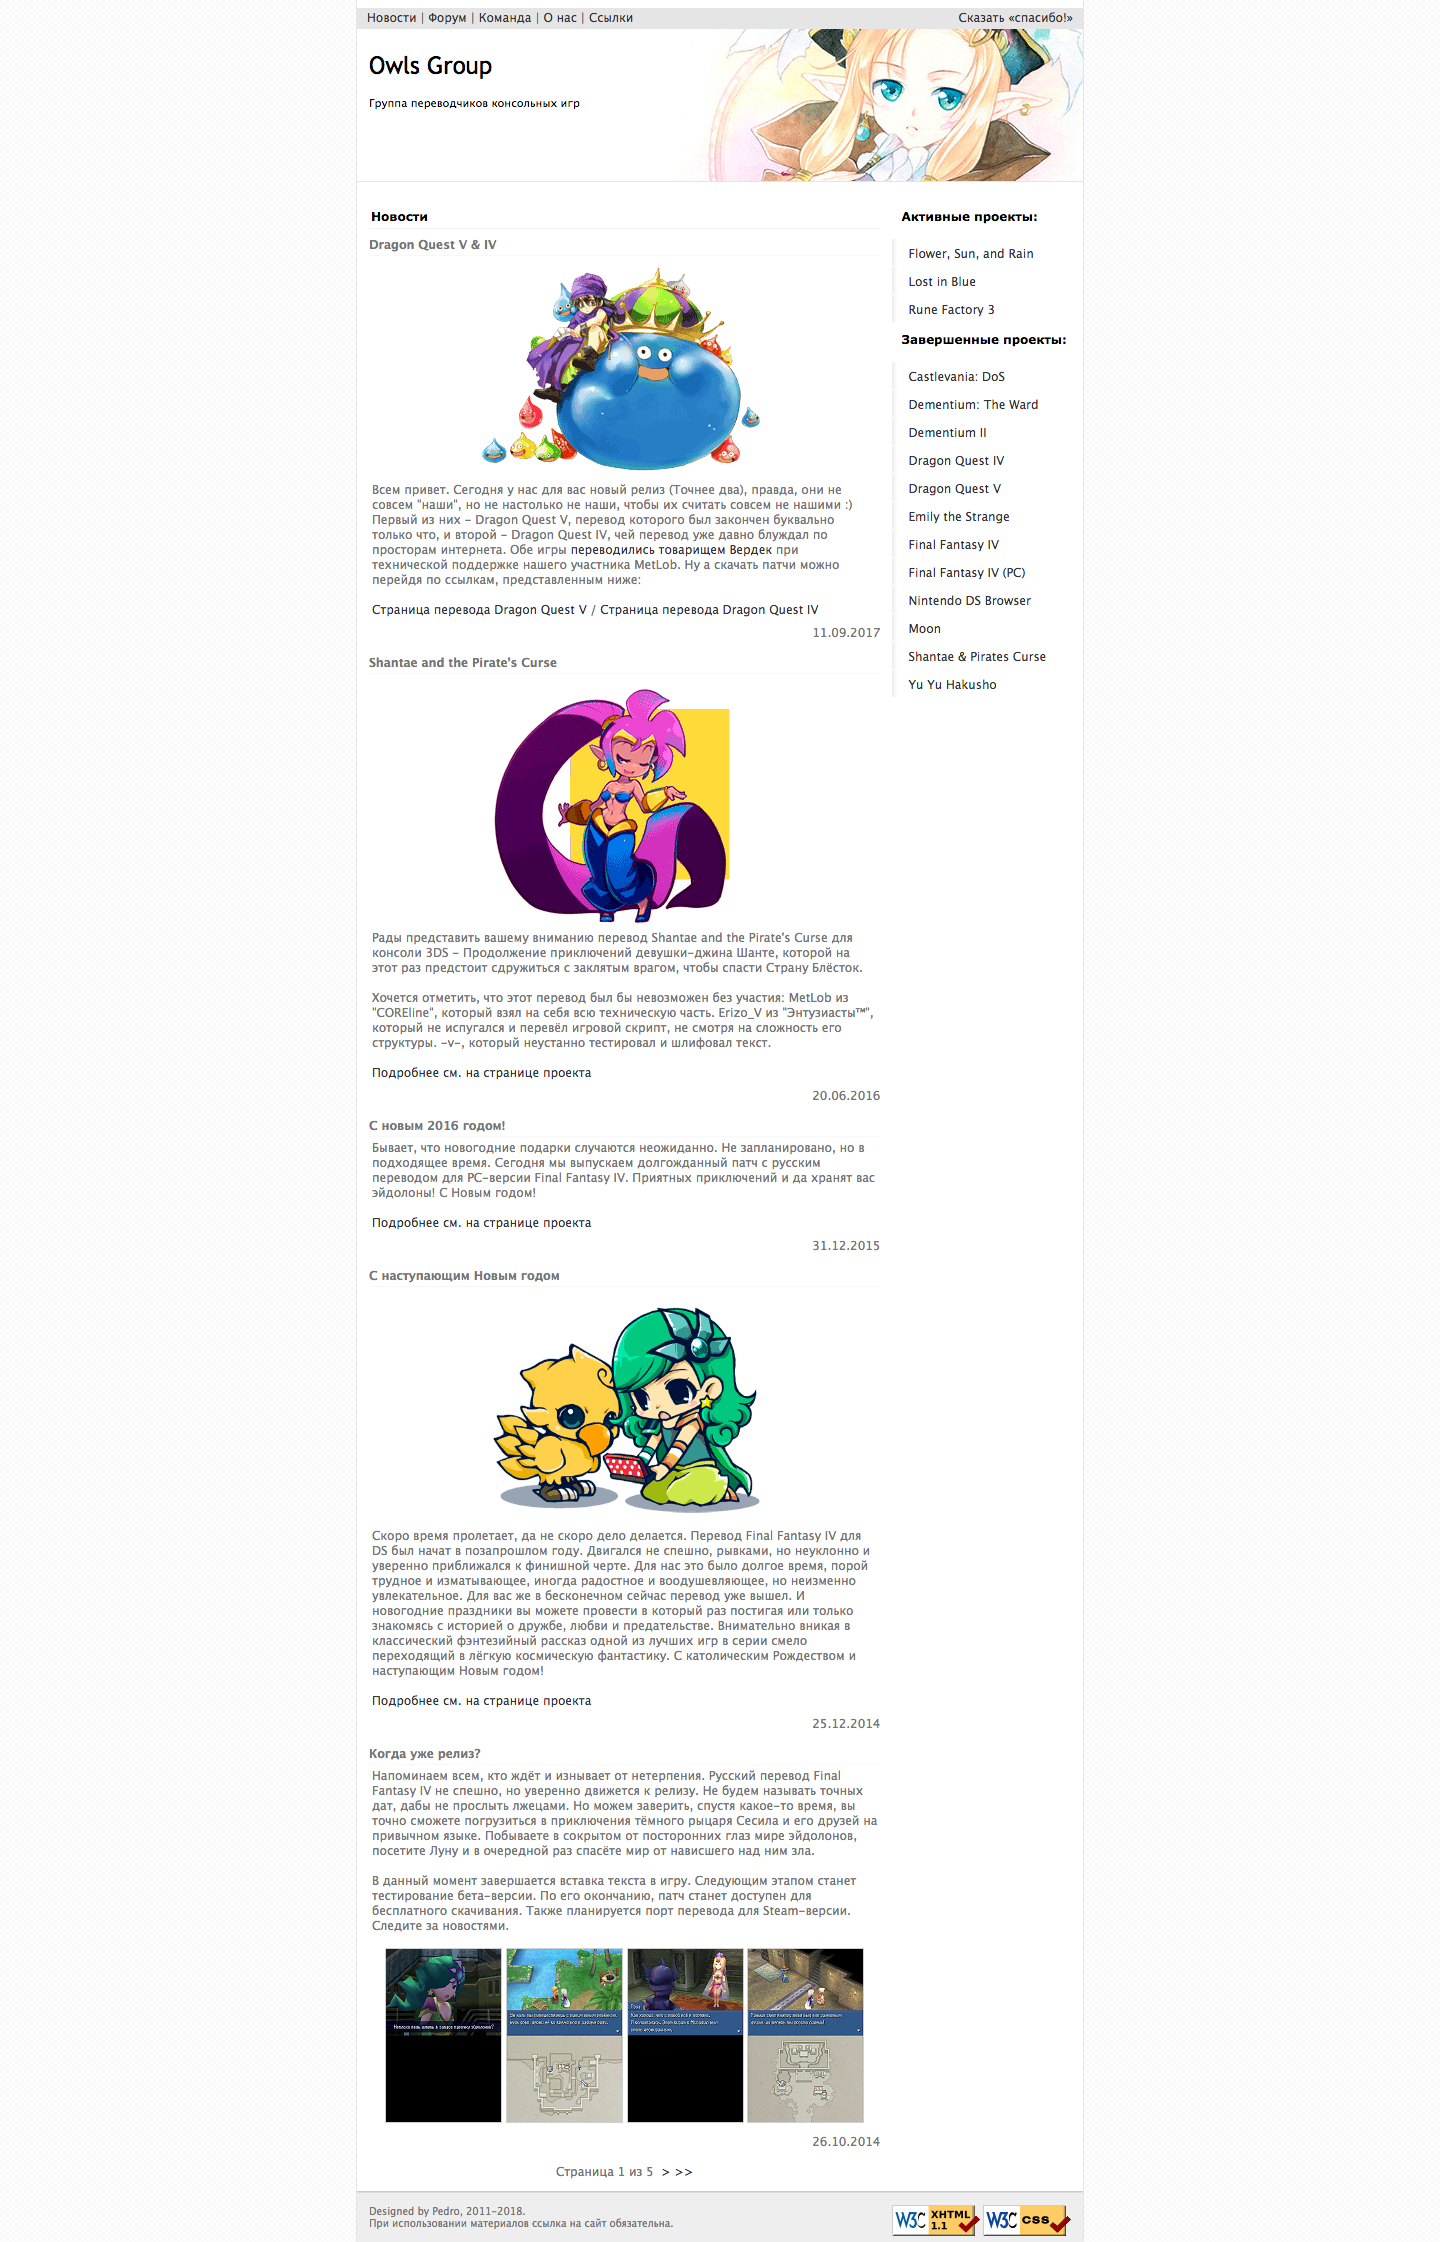 Новости | Форум | Команда | О нас | Ссылки
Сказать «спасибо!»
Owls Group
Группа переводчиков консольных игр
Новости
Dragon Quest V & IV
Всем привет. Сегодня у нас для вас новый релиз (Точнее два), правда, они не
совсем "наши", но не настолько не наши, чтобы их считать совсем не нашими :)
Первый из них - Dragon Quest V, перевод которого был закончен буквально
только что, и второй - Dragon Quest IV, чей перевод уже давно блуждал по
просторам интернета. Обе игры переводились товарищем Вердек при
технической поддержке нашего участника MetLob. Ну а скачать патчи можно
перейдя по ссылкам, представленным ниже:
Страница перевода Dragon Quest V / Страница перевода Dragon Quest IV
11.09.2017
Shantae and the Pirate's Curse
Рады представить вашему вниманию перевод Shantae and the Pirate's Curse для
консоли 3DS - Продолжение приключений девушки-джина Шанте, которой на
этот раз предстоит сдружиться с заклятым врагом, чтобы спасти Страну Блёсток.
Хочется отметить, что этот перевод был бы невозможен без участия: MetLob из
"COREline", который взял на себя всю техническую часть. Erizo_V из "Энтузиасты™",
который не испугался и перевёл игровой скрипт, не смотря на сложность его
структуры. -v-, который неустанно тестировал и шлифовал текст.
Подробнее см. на странице проекта
20.06.2016
С новым 2016 годом!
Бывает, что новогодние подарки случаются неожиданно. Не запланировано, но в
подходящее время. Сегодня мы выпускаем долгожданный патч с русским
переводом для PC-версии Final Fantasy IV. Приятных приключений и да хранят вас
эйдолоны! С Новым годом!
Подробнее см. на странице проекта
31.12.2015
С наступающим Новым годом
Скоро время пролетает, да не скоро дело делается. Перевод Final Fantasy IV для
DS был начат в позапрошлом году. Двигался не спешно, рывками, но неуклонно и
уверенно приближался к финишной черте. Для нас это было долгое время, порой
трудное и изматывающее, иногда радостное и воодушевляющее, но неизменно
увлекательное. Для вас же в бесконечном сейчас перевод уже вышел. И
новогодние праздники вы можете провести в который раз постигая или только
знакомясь с историей о дружбе, любви и предательстве. Внимательно вникая в
классический фэнтезийный рассказ одной из лучших игр в серии смело
переходящий в лёгкую космическую фантастику. С католическим Рождеством и
наступающим Новым годом!
Подробнее см. на странице проекта
25.12.2014
Когда уже релиз?
Напоминаем всем, кто ждёт и изнывает от нетерпения. Русский перевод Final
Fantasy IV не спешно, но уверенно движется к релизу. Не будем называть точных
дат, дабы не прослыть лжецами. Но можем заверить, спустя какое-то время, вы
точно сможете погрузиться в приключения тёмного рыцаря Сесила и его друзей на
привычном языке. Побываете в сокрытом от посторонних глаз мире эйдолонов,
посетите Луну и в очередной раз спасёте мир от нависшего над ним зла.
В данный момент завершается вставка текста в игру. Следующим этапом станет
тестирование бета-версии. По его окончанию, патч станет доступен для
бесплатного скачивания. Также планируется порт перевода для Steam-версии.
Следите за новостями.
26.10.2014
Страница 1 из 5 > >>
Активные проекты:
Flower, Sun, and Rain
Lost in Blue
Rune Factory 3
Завершенные проекты:
Castlevania: DoS
Dementium: The Ward
Dementium II
Dragon Quest IV
Dragon Quest V
Emily the Strange
Final Fantasy IV
Final Fantasy IV (PC)
Nintendo DS Browser
Moon
Shantae & Pirates Curse
Yu Yu Hakusho
Designed by Pedro, 2011-2018.
При использовании материалов ссылка на сайт обязательна.
W3C XHTML 1.1
W3C CSS